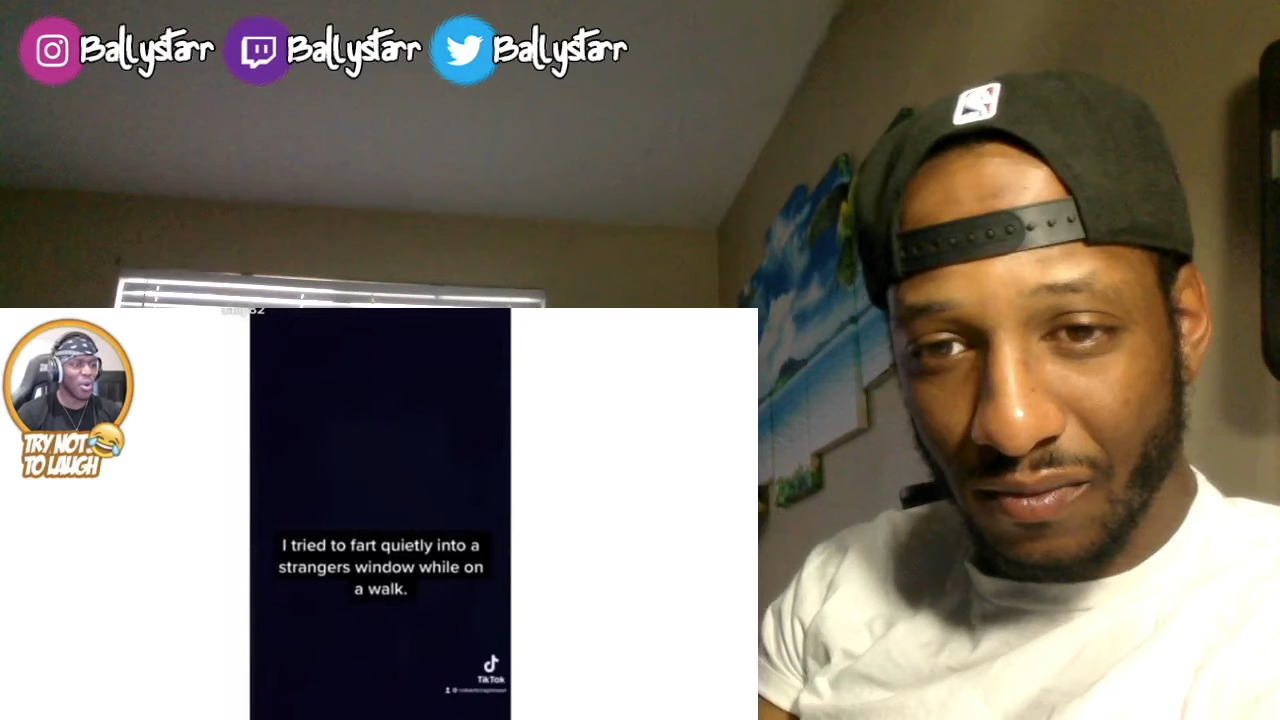 Ballystarr Ballystarr Ballystarr
TRY NOT
TO LAUGH
I tried to fart quietly into a
strangers window while on
a walk.
TikTok